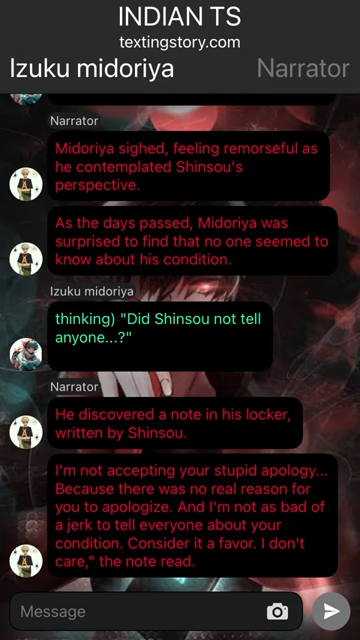 INDIAN TS
textingstory.com
Izuku midoriya
Narrator
Narrator
Midoriya sighed, feeling remorseful as
he contemplated Shinsou's
perspective.
As the days passed, Midoriya was
surprised to find that no one seemed to
know about his condition.
Izuku midoriya
thinking) "Did Shinsou not tell
anyone...?"
Narrator
He discovered a note in his locker,
written by Shinsou.
I'm not accepting your stupid apology...
Because there was no real reason for
you to apologize. And I'm not as bad of
a jerk to tell everyone about your
condition. Consider it a favor. I don't
care," the note read.
Message